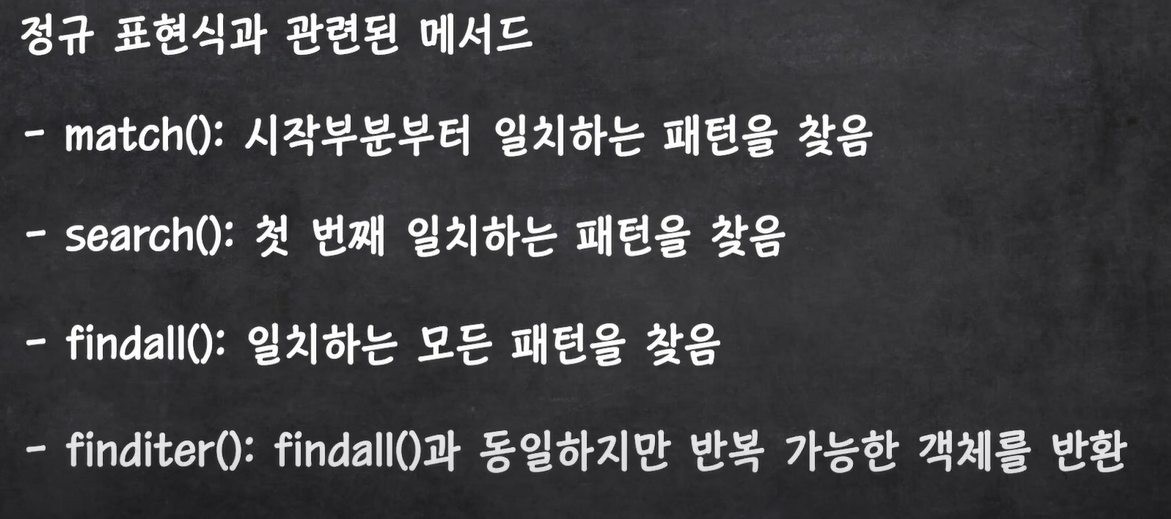 정규 표현식과 관련된 메서드
- match(): 시작부분부터 일치하는 패턴을 찾음
- search(): 첫 번째 일치하는 패턴을 찾음
- findall(): 일치하는 모든 패턴을 찾음
- finditer(): findall()과 동일하지만 반복 가능한 객체를 반환